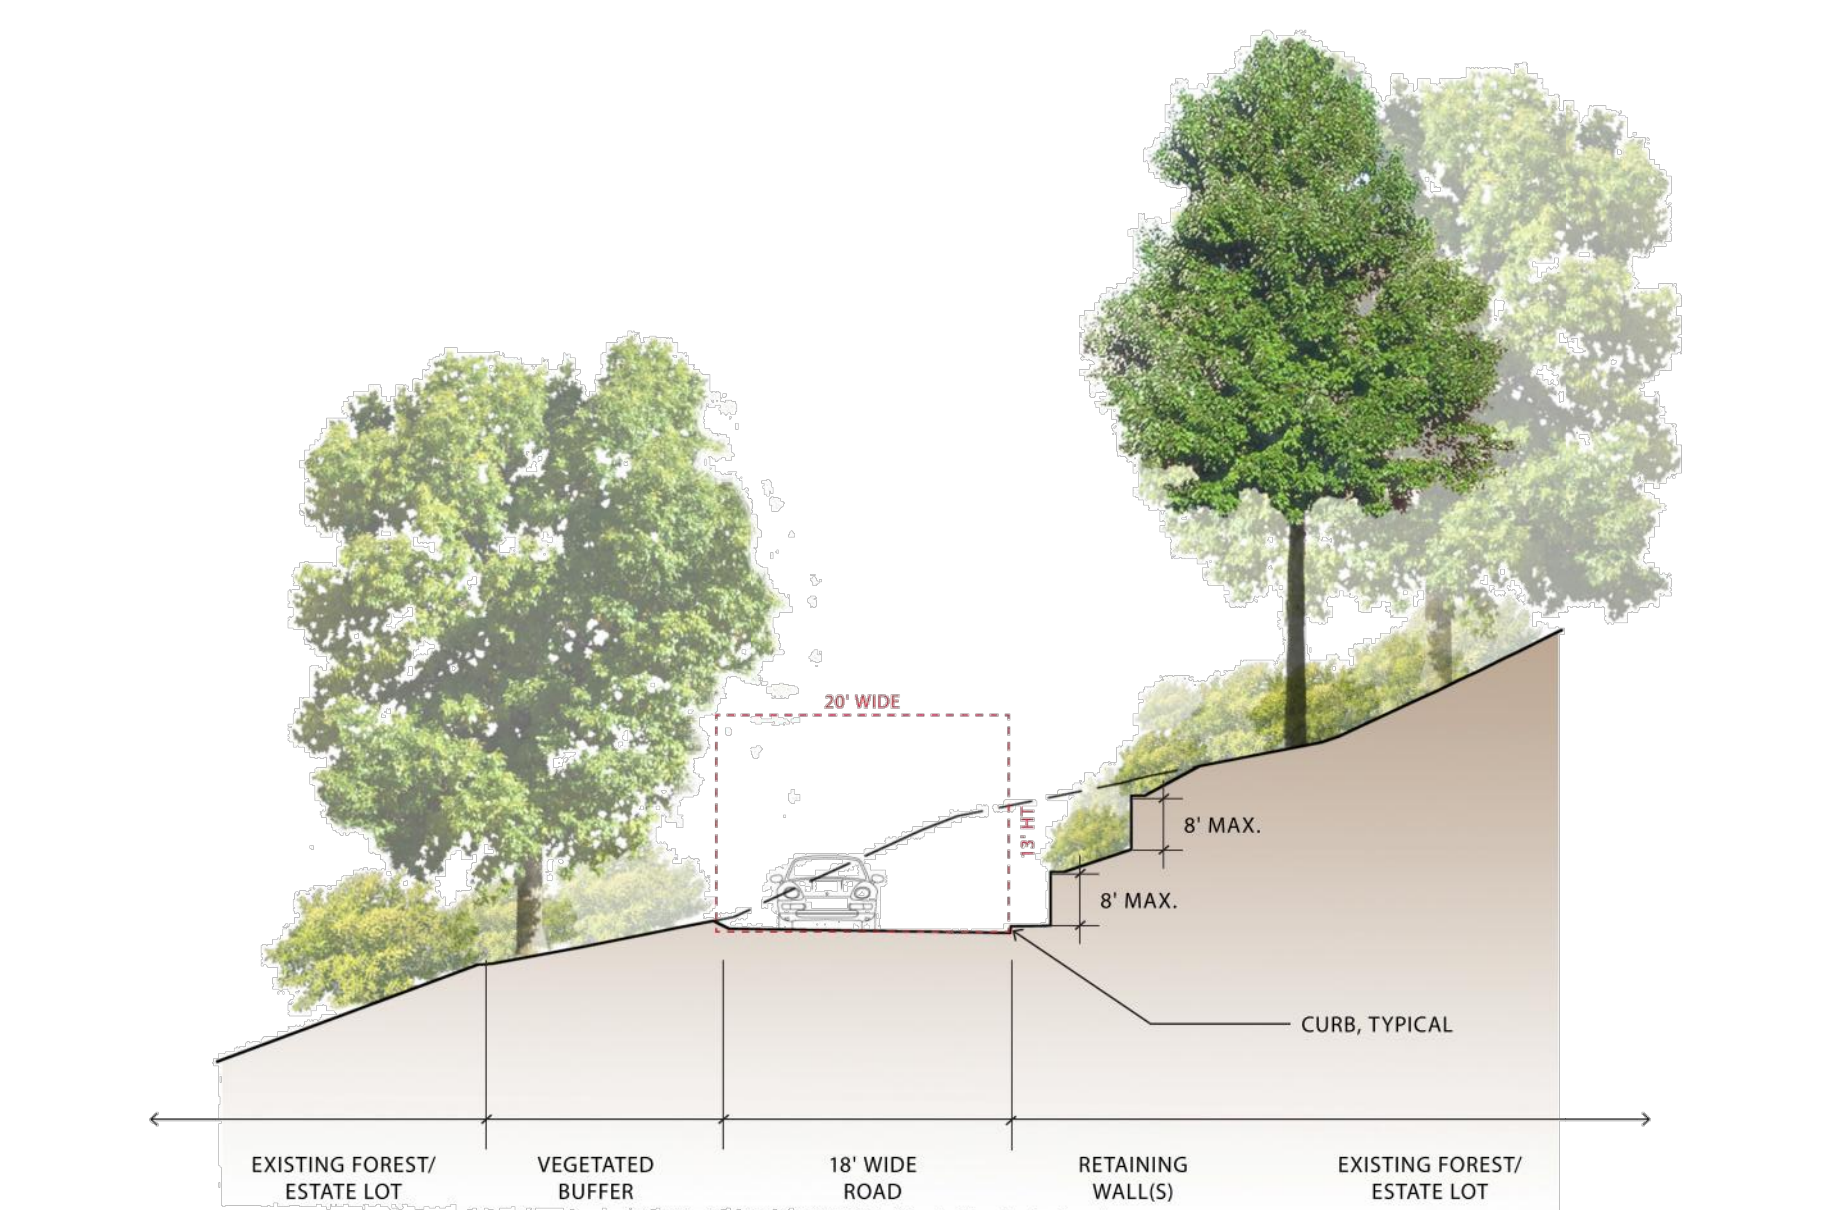 20' WIDE
13' HT
8' MAX.
8' MAX.
CURB, TYPICAL
EXISTING FOREST/
ESTATE LOT
VEGETATED
BUFFER
18' WIDE
ROAD
RETAINING
WALL(S)
EXISTING FOREST/
ESTATE LOT